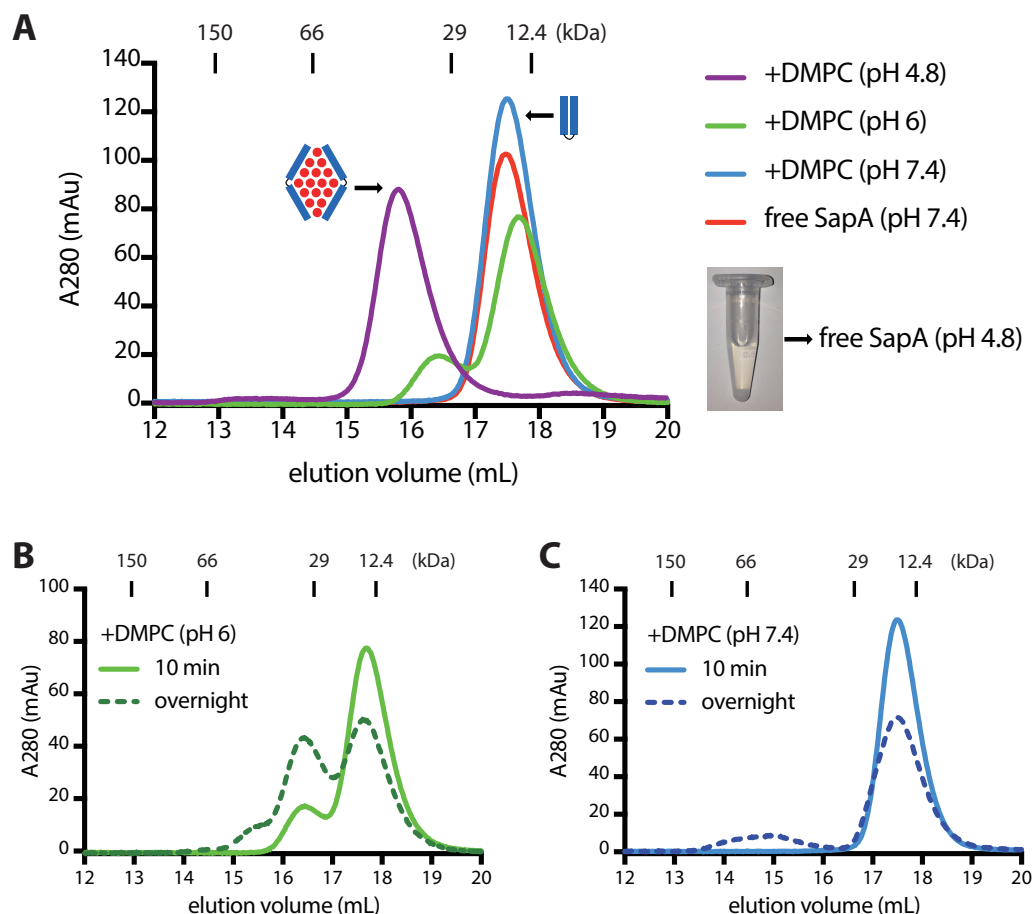 A
150 66 29 12.4 (kDa)
140
120
100
80
60
40
20
0
A280 (mAu)
12 13 14 15 16 17 18 19 20
elution volume (mL)
+DMPC (pH 4.8)
+DMPC (pH 6)
+DMPC (pH 7.4)
free SapA (pH 7.4)
free SapA (pH 4.8)
B
150 66 29 12.4 (kDa)
100
80
60
40
20
0
A280 (mAu)
+DMPC (pH 6)
10 min
overnight
12 13 14 15 16 17 18 19 20
elution volume (mL)
C
150 66 29 12.4 (kDa)
140
120
100
80
60
40
20
0
A280 (mAu)
+DMPC (pH 7.4)
10 min
overnight
12 13 14 15 16 17 18 19 20
elution volume (mL)